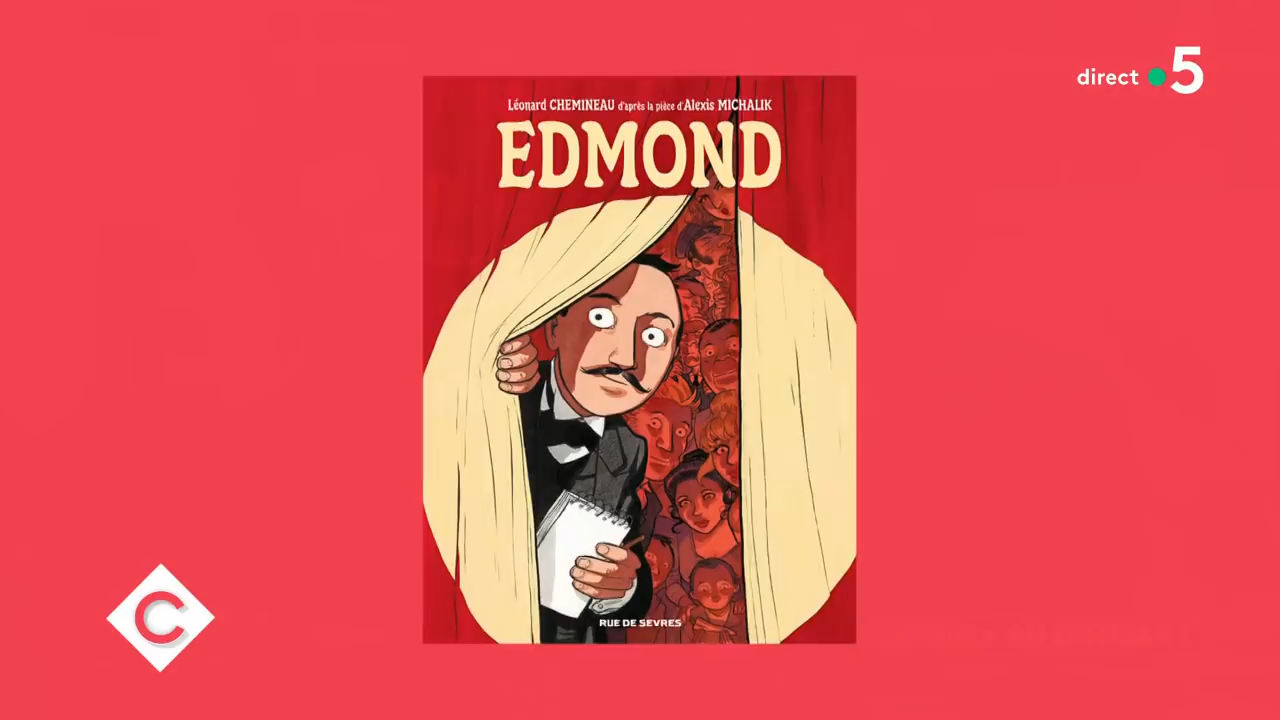 direct 5
Léonard CHEMINEAU d'après la pièce d'Alexis MICHALIK
EDMOND
RUE DE SEVRES
C